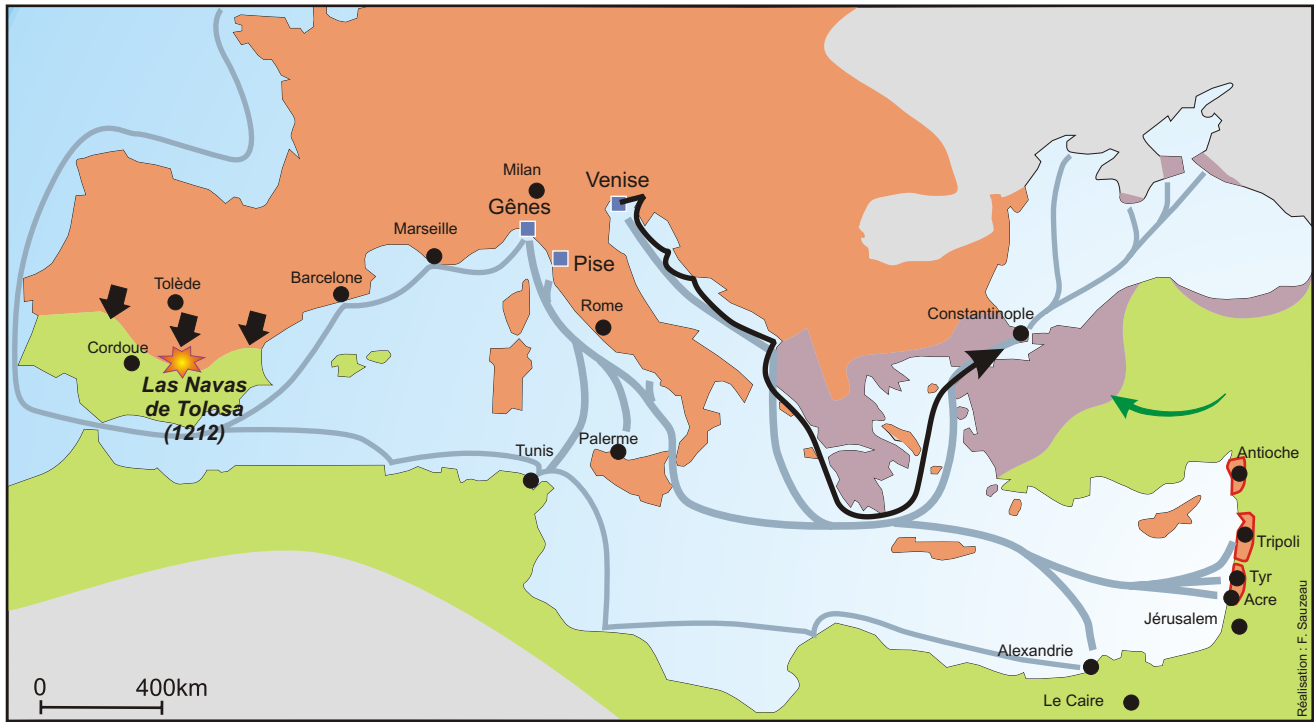 Milan
Venise
Gênes
Marseille
Pise
Barcelone
Tolède
Rome
Constantinople
Cordoue
Las Navas
de Tolosa
(1212)
Palerme
Tunis
Antioche
Tripoli
Tyr
Acre
Jérusalem
Alexandrie
Le Caire
0 400km
Réalisation : F. Sauzeau